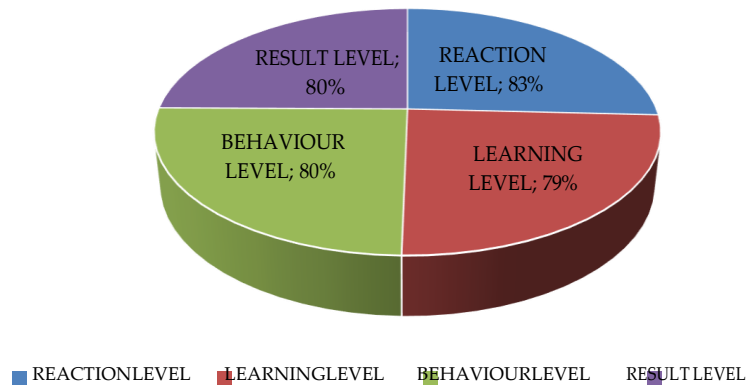 RESULT LEVEL;
80%
REACTION
LEVEL; 83%
BEHAVIOUR
LEVEL; 80%
LEARNING
LEVEL; 79%
REACTIONLEVEL LEARNINGLEVEL BEHAVIOURLEVEL RESULT LEVEL